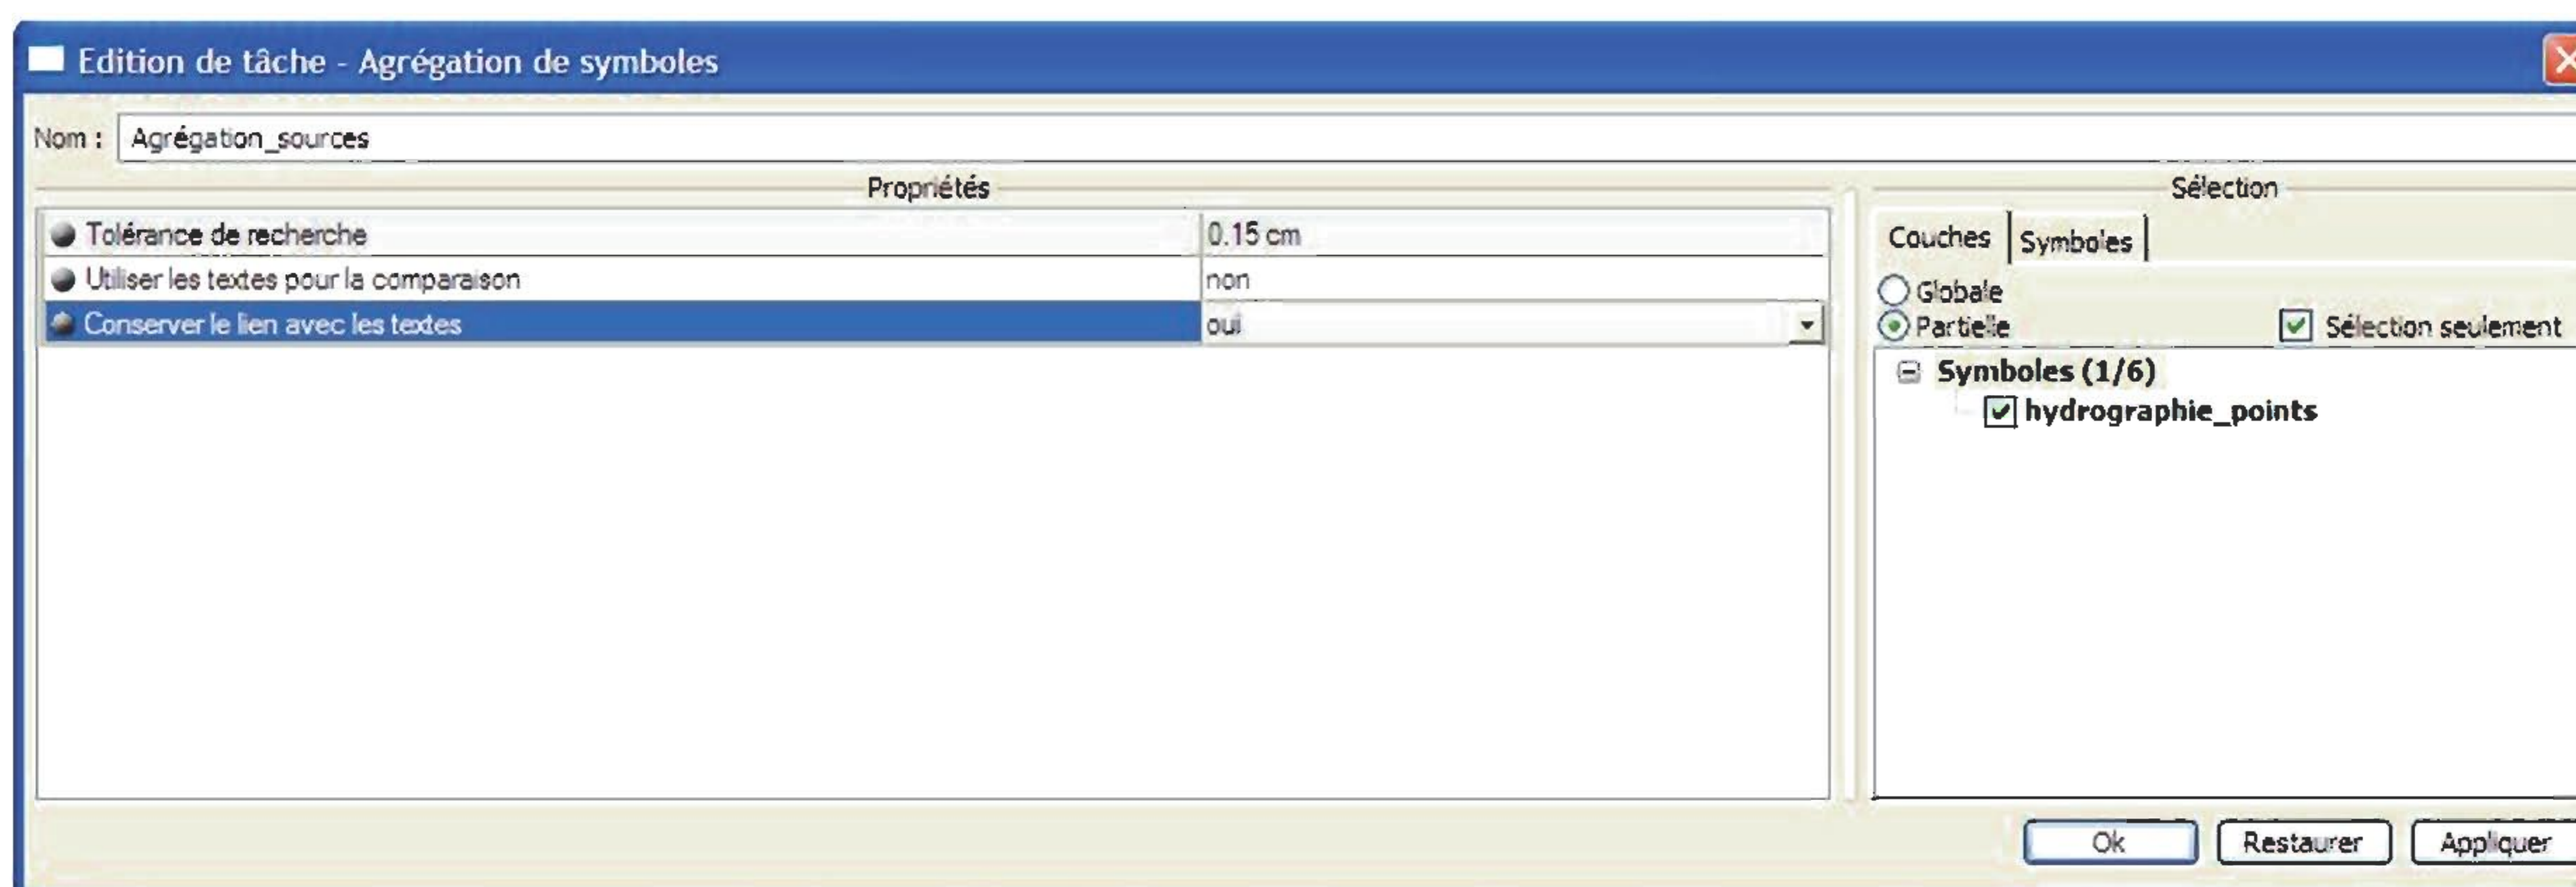 Edition de tâche - Agrégation de symboles
Nom : Agrégation_sources
Propriétés
Tolérance de recherche 0.15 cm
Utiliser les textes pour la comparaison non
Conserver le lien avec les textes oui
Sélection
Couches Symboles
Globale
Partielle Sélection seulement
Symboles (1/6)
hydrographie_points
Ok Restaurer Appliquer